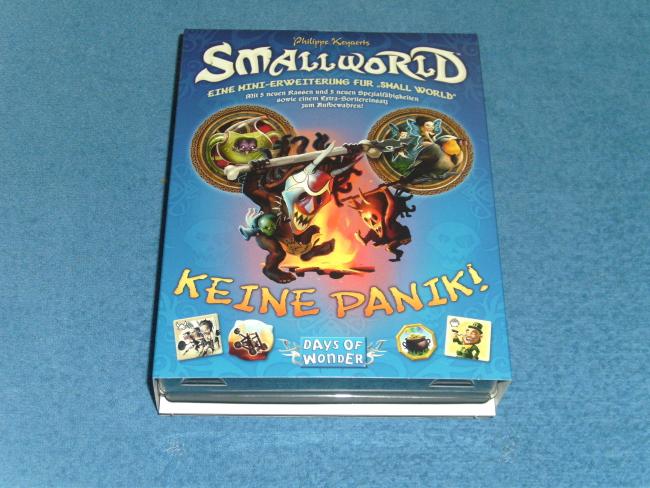 Philippe Keyaerts
SMALLWORLD
EINE MINI-ERWEITERUNG FÜR „SMALL WORLD“
Mit 5 neuen Rassen und 5 neuen Spezialfähigkeiten
sowie einem Extra-Sortiereinsatz
zum Aufbewahren!
KEINE PANIK!
DAYS OF
WONDER